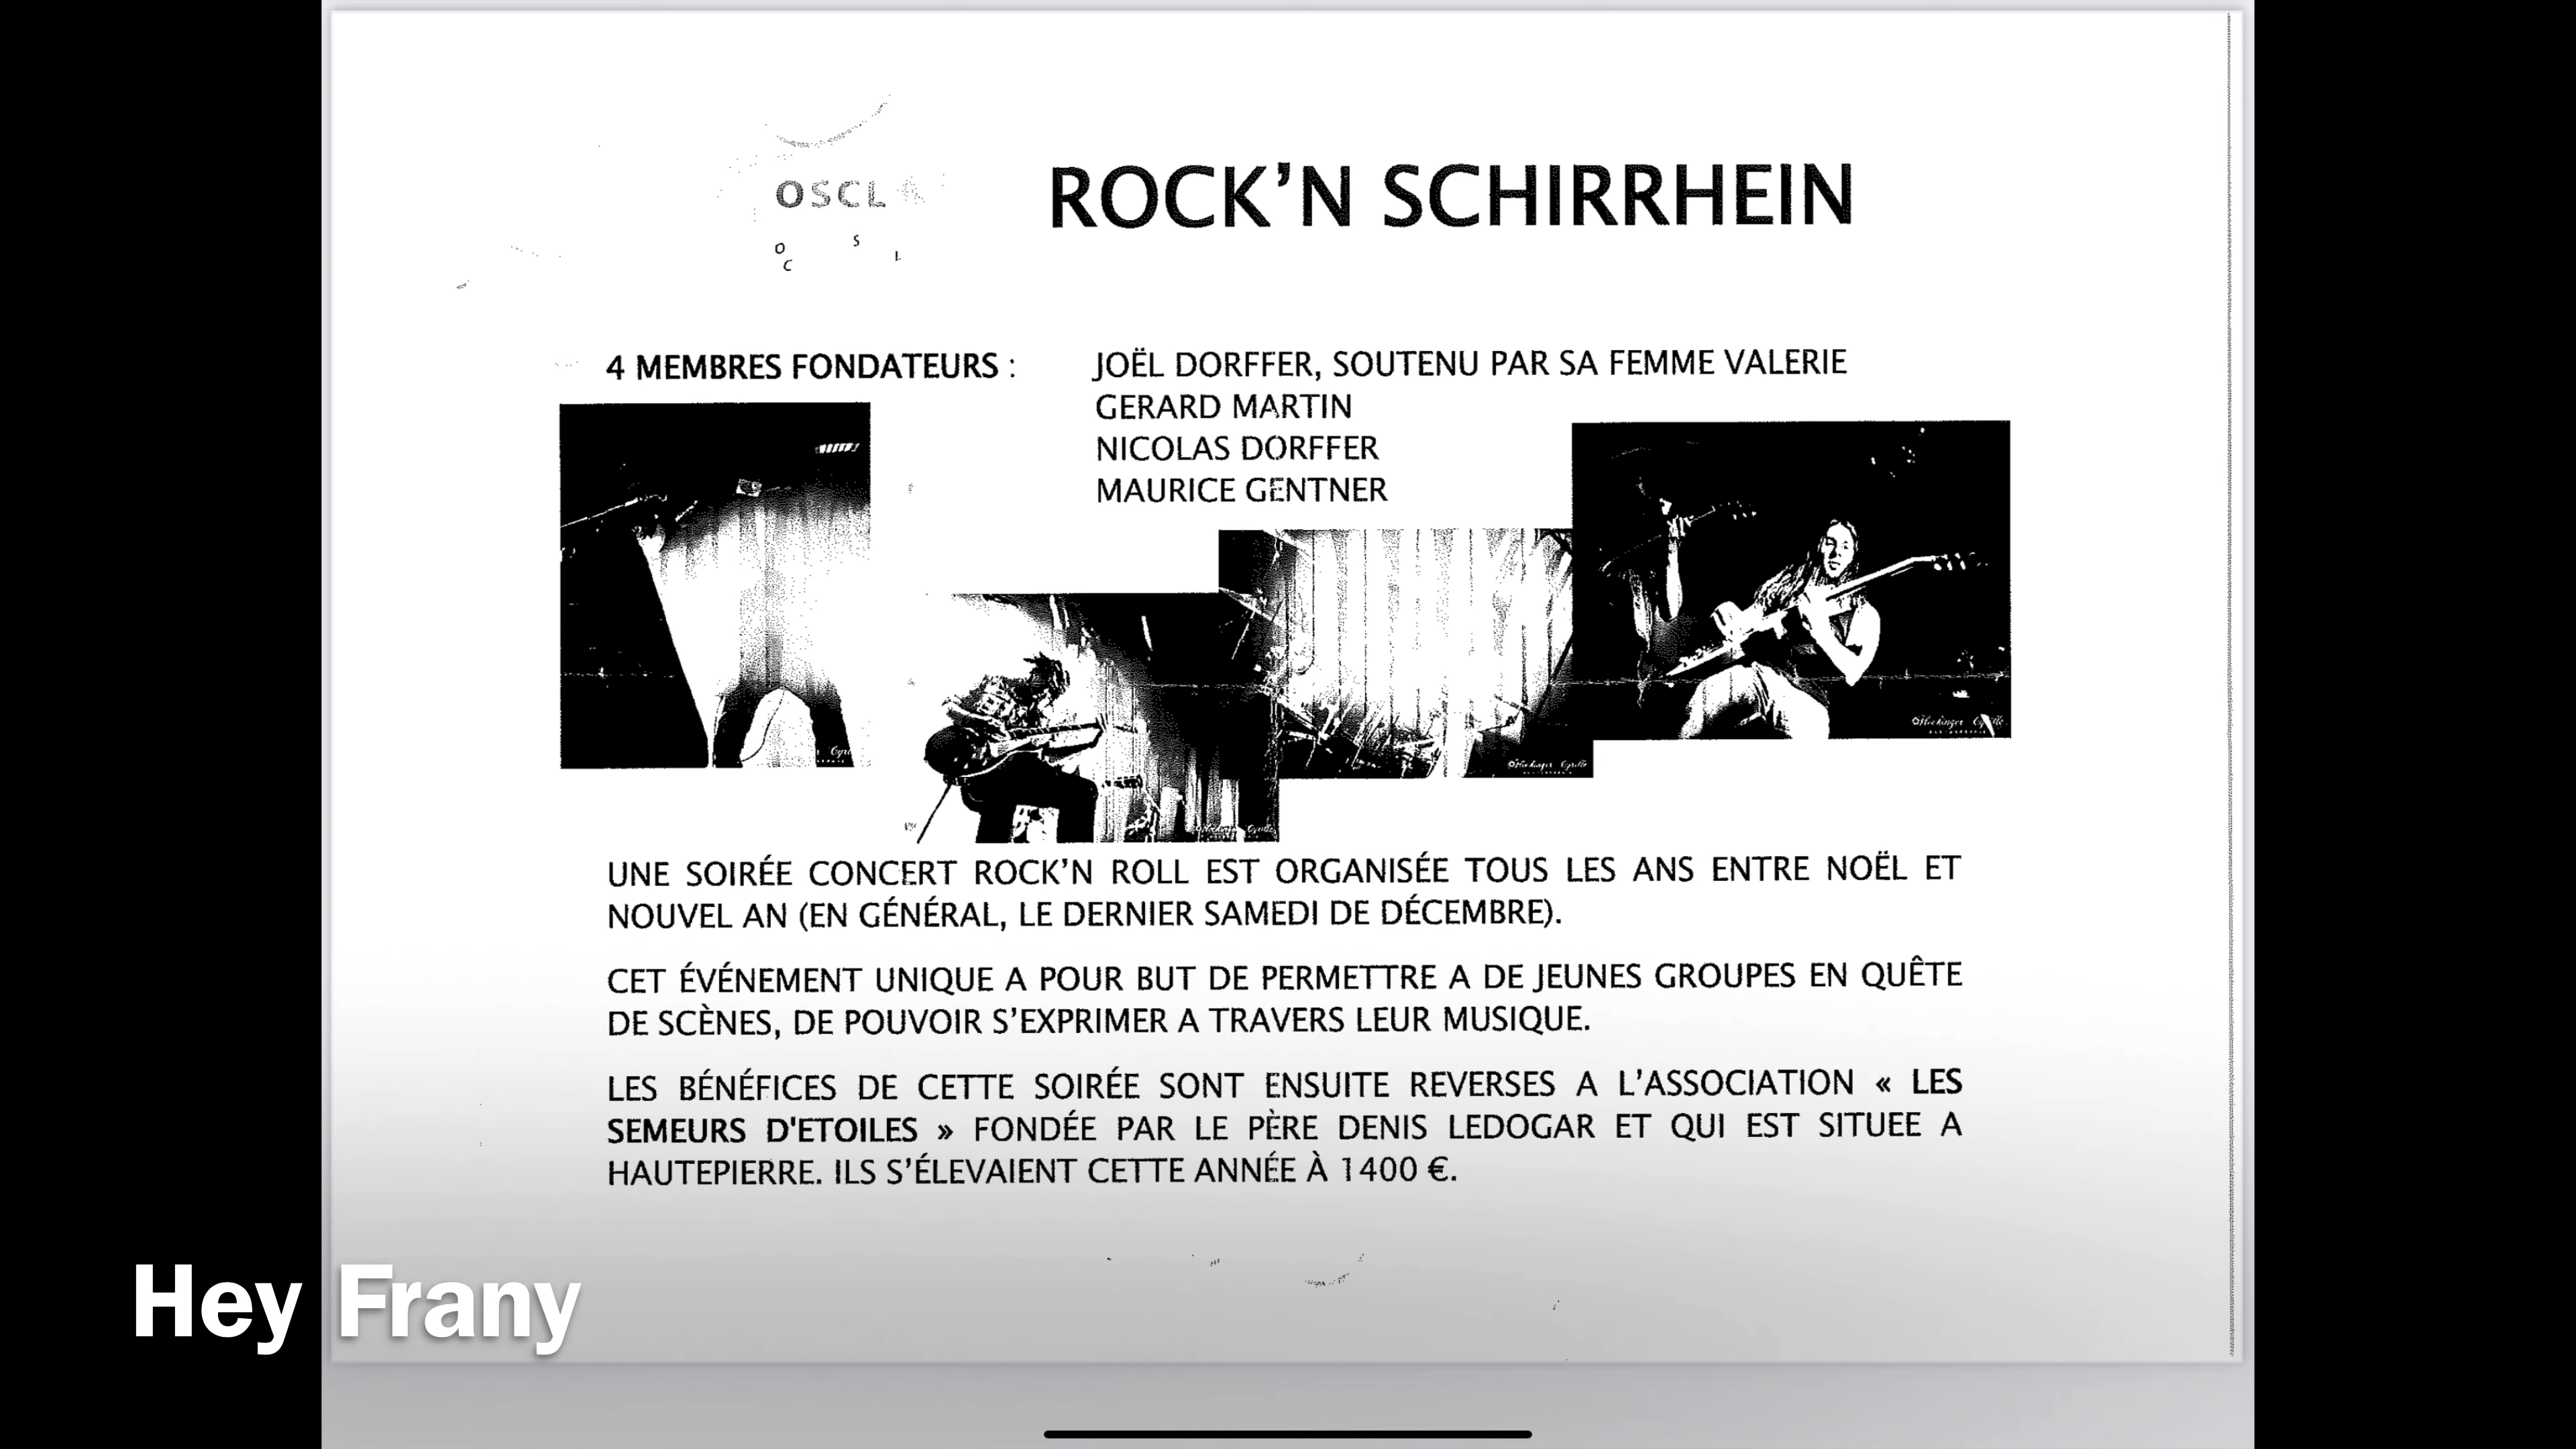 OSCL
O S
C L
ROCK'N SCHIRRHEIN
4 MEMBRES FONDATEURS :
JOËL DORFFER, SOUTENU PAR SA FEMME VALERIE
GERARD MARTIN
NICOLAS DORFFER
MAURICE GENTNER
©Hockinger Cyrille
UNE SOIRÉE CONCERT ROCK'N ROLL EST ORGANISÉE TOUS LES ANS ENTRE NOËL ET
NOUVEL AN (EN GÉNÉRAL, LE DERNIER SAMEDI DE DÉCEMBRE).
CET ÉVÉNEMENT UNIQUE A POUR BUT DE PERMETTRE A DE JEUNES GROUPES EN QUÊTE
DE SCÈNES, DE POUVOIR S'EXPRIMER A TRAVERS LEUR MUSIQUE.
LES BÉNÉFICES DE CETTE SOIRÉE SONT ENSUITE REVERSES A L'ASSOCIATION « LES
SEMEURS D'ETOILES » FONDÉE PAR LE PÈRE DENIS LEDOGAR ET QUI EST SITUEE A
HAUTEPIERRE. ILS S'ÉLEVAIENT CETTE ANNÉE À 1400 €.
Hey Frany